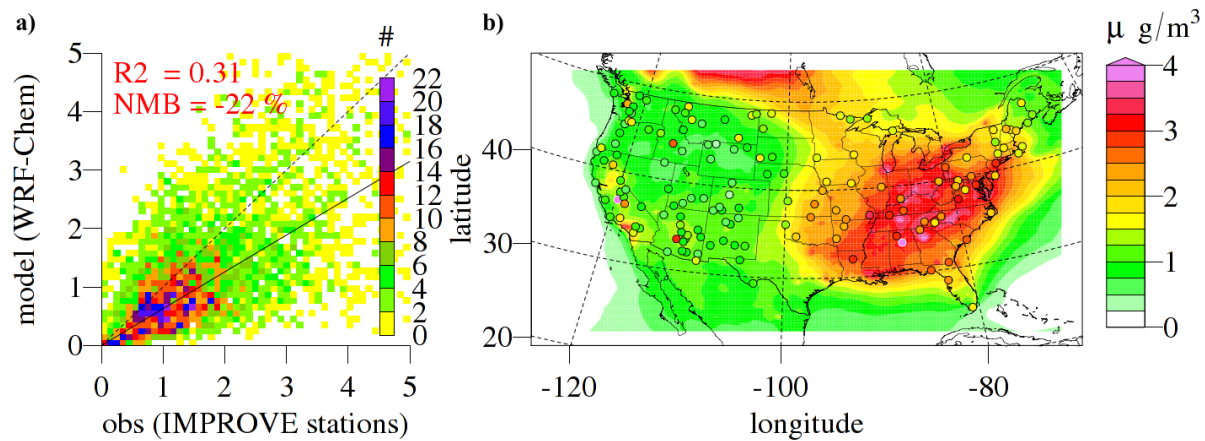 a)
#
R2 = 0.31
NMB = -22 %
5
4
3
2
1
0
model (WRF-Chem)
0 1 2 3 4 5
obs (IMPROVE stations)
22
20
18
16
14
12
10
8
6
4
2
0
b)
latitude
40
30
20
-120 -100 -80
longitude
μ g/m³
4
3
2
1
0